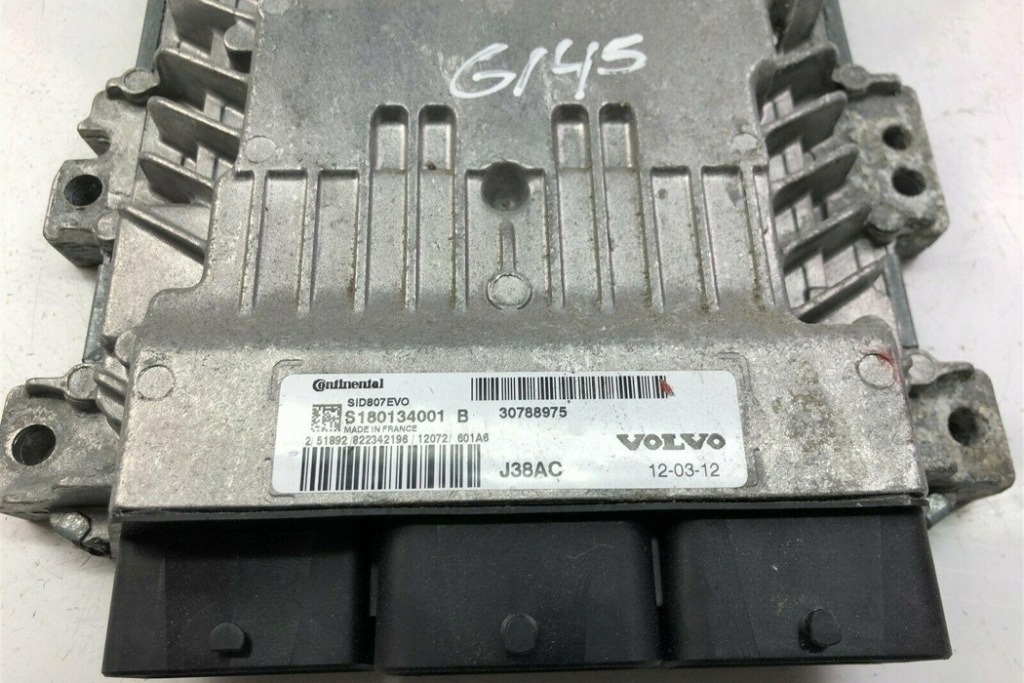 G145
Continental
SID807EVO
S180134001 B
30788975
MADE IN FRANCE
2/51892/822342198/12072/601A6
VOLVO
J38AC
12-03-12